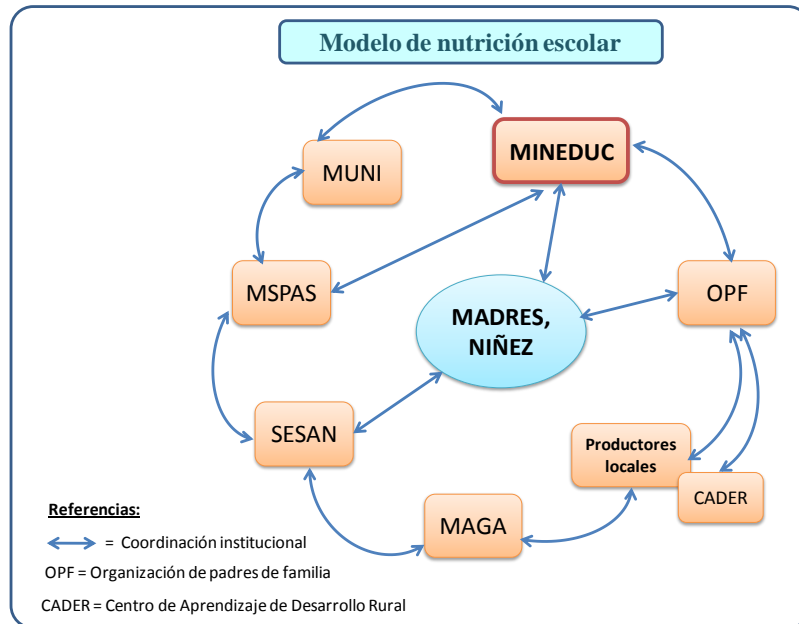 Modelo de nutrición escolar
MINEDUC
MUNI
MSPAS
OPF
MADRES,
NIÑEZ
SESAN
Productores
locales
CADER
MAGA
Referencias:
= Coordinación institucional
OPF = Organización de padres de familia
CADER = Centro de Aprendizaje de Desarrollo Rural